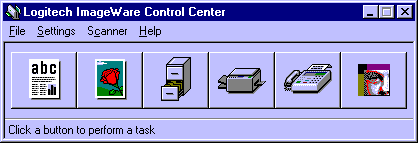 Logitech ImageWare Control Center
File Settings Scanner Help
abc
Click a button to perform a task